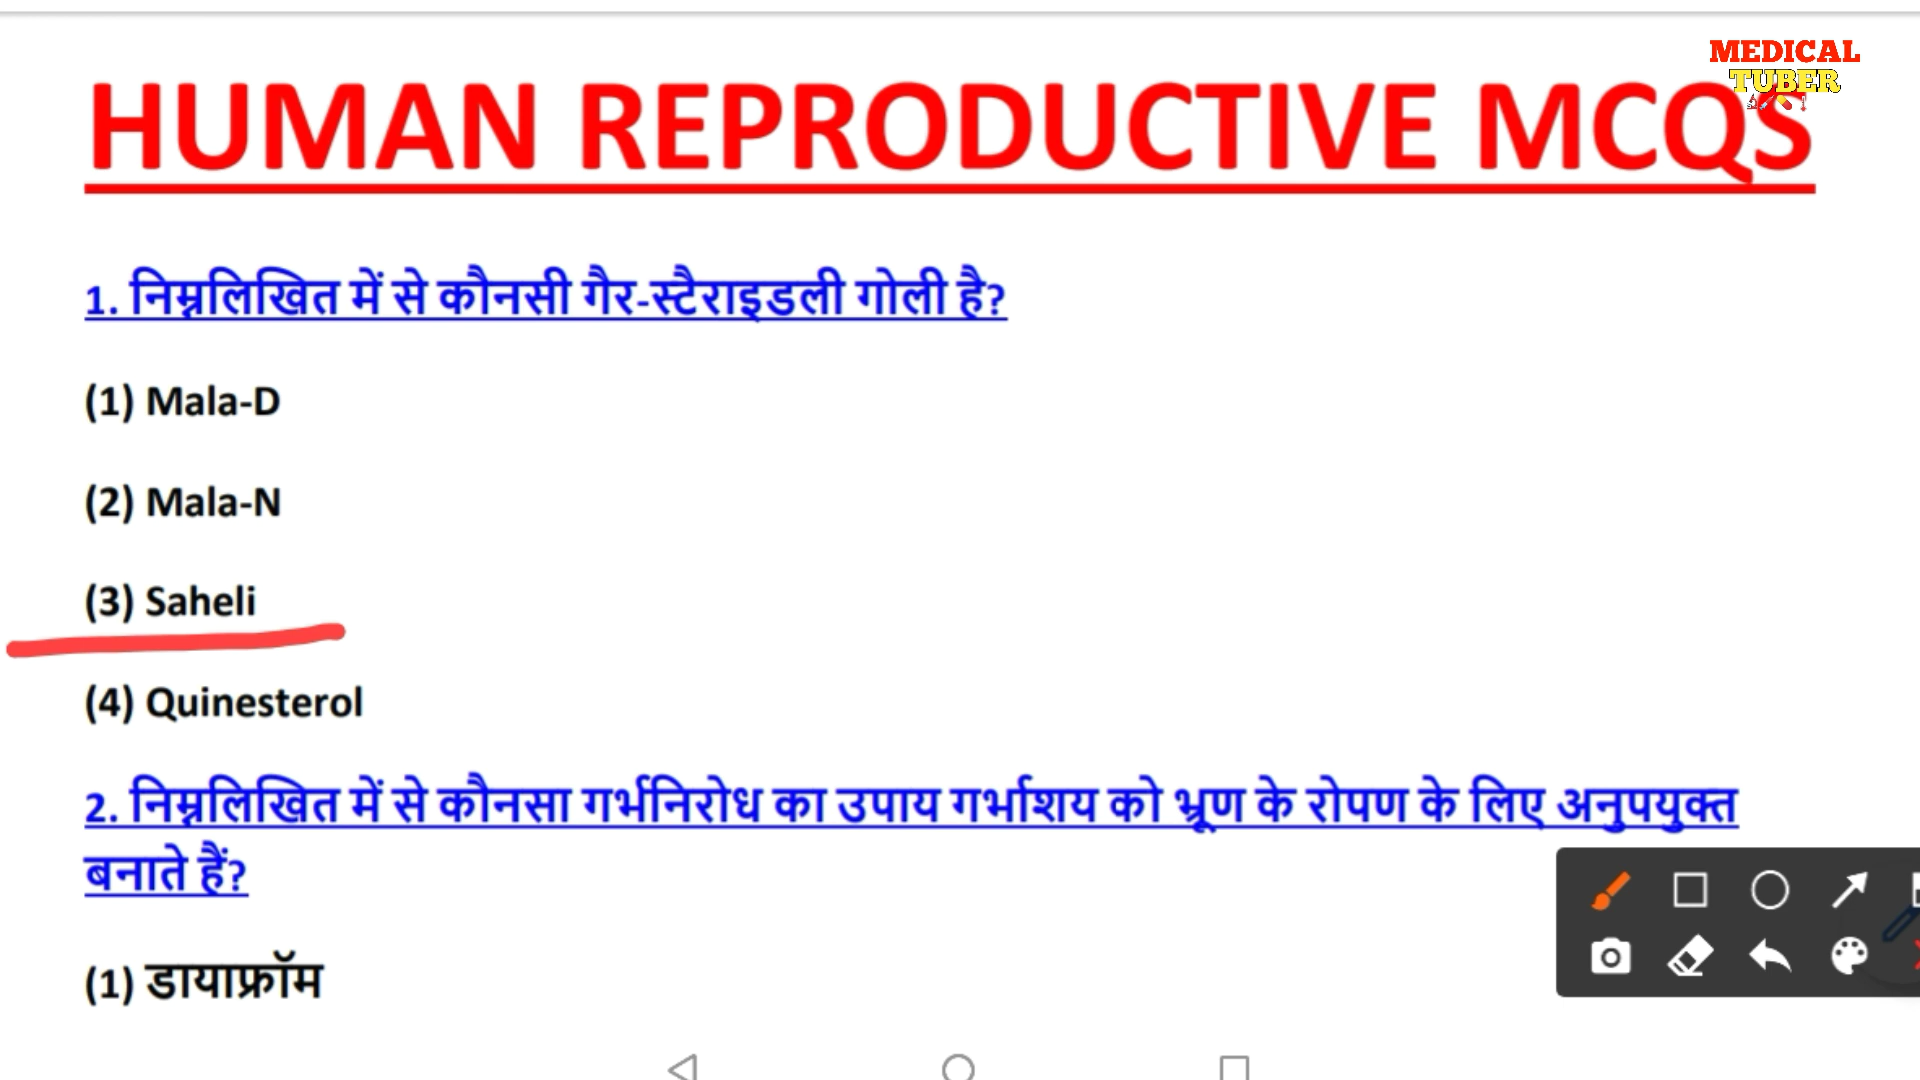 MEDICAL
TUBER
HUMAN REPRODUCTIVE MCQS
1. निम्नलिखित में से कौनसी गैर-स्टैराइडली गोली है?
(1) Mala-D
(2) Mala-N
(3) Saheli
(4) Quinesterol
2. निम्नलिखित में से कौनसा गर्भनिरोध का उपाय गर्भाशय को भ्रूण के रोपण के लिए अनुपयुक्त
बनाते हैं?
(1) डायाफ्रॉम